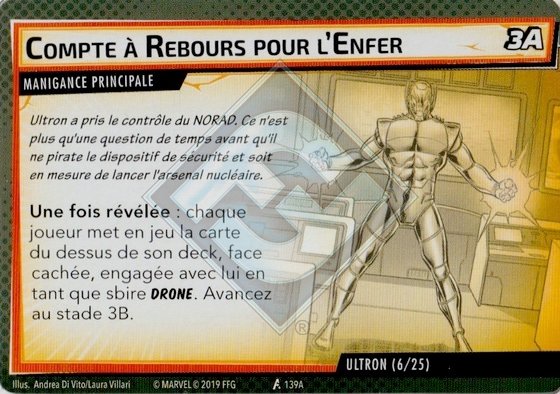 COMPTE À REBOURS POUR L'ENFER
3A
MANIGANCE PRINCIPALE
Ultron a pris le contrôle du NORAD. Ce n'est
plus qu'une question de temps avant qu'il
ne pirate le dispositif de sécurité et soit
en mesure de lancer l'arsenal nucléaire.
Une fois révélée : chaque
joueur met en jeu la carte
du dessus de son deck, face
cachée, engagée avec lui en
tant que sbire DRONE. Avancez
au stade 3B.
®
ULTRON (6/25)
Illus. Andrea Di Vito/Laura Villari © MARVEL © 2019 FFG 139A